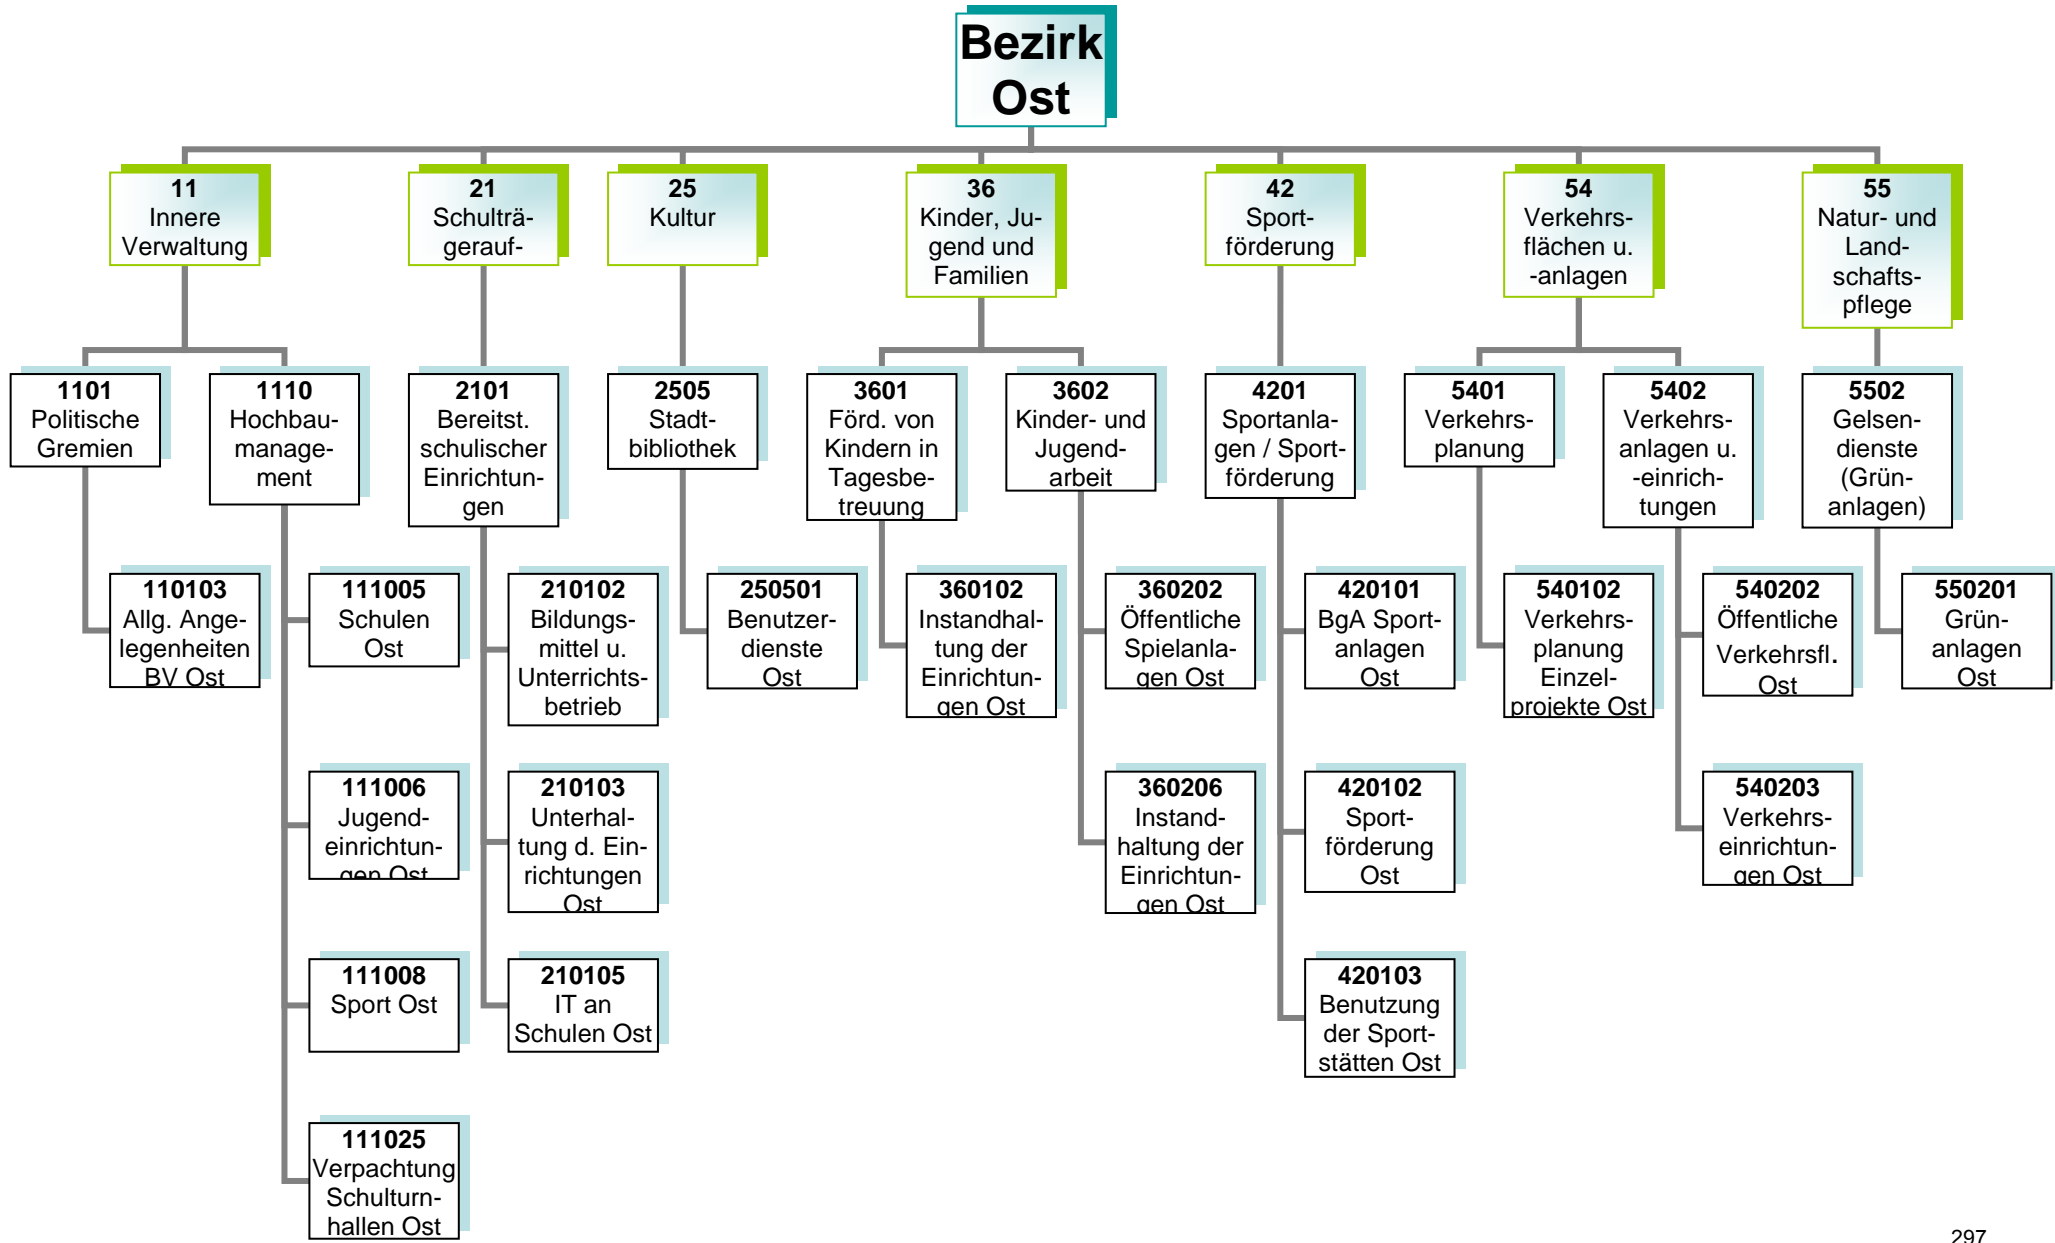 Bezirk
Ost
11
Innere
Verwaltung
21
Schulträ-
gerauf-
25
Kultur
36
Kinder, Ju-
gend und
Familien
42
Sport-
förderung
54
Verkehrs-
flächen u.
-anlagen
55
Natur- und
Land-
schafts-
pflege
1101
Politische
Gremien
1110
Hochbau-
manage-
ment
2101
Bereitst.
schulischer
Einrichtun-
gen
2505
Stadt-
bibliothek
3601
Förd. von
Kindern in
Tagesbe-
treuung
3602
Kinder- und
Jugend-
arbeit
4201
Sportanla-
gen / Sport-
förderung
5401
Verkehrs-
planung
5402
Verkehrs-
anlagen u.
-einrich-
tungen
5502
Gelsen-
dienste
(Grün-
anlagen)
110103
Allg. Ange-
legenheiten
BV Ost
111005
Schulen
Ost
210102
Bildungs-
mittel u.
Unterrichts-
betrieb
250501
Benutzer-
dienste
Ost
360102
Instandhal-
tung der
Einrichtun-
gen Ost
360202
Öffentliche
Spielanla-
gen Ost
420101
BgA Sport-
anlagen
Ost
540102
Verkehrs-
planung
Einzel-
projekte Ost
540202
Öffentliche
Verkehrsfl.
Ost
550201
Grün-
anlagen
Ost
111006
Jugend-
einrichtun-
gen Ost
210103
Unterhal-
tung d. Ein-
richtungen
Ost
360206
Instand-
haltung der
Einrichtun-
gen Ost
420102
Sport-
förderung
Ost
540203
Verkehrs-
einrichtun-
gen Ost
111008
Sport Ost
210105
IT an
Schulen Ost
420103
Benutzung
der Sport-
stätten Ost
111025
Verpachtung
Schulturn-
hallen Ost
297